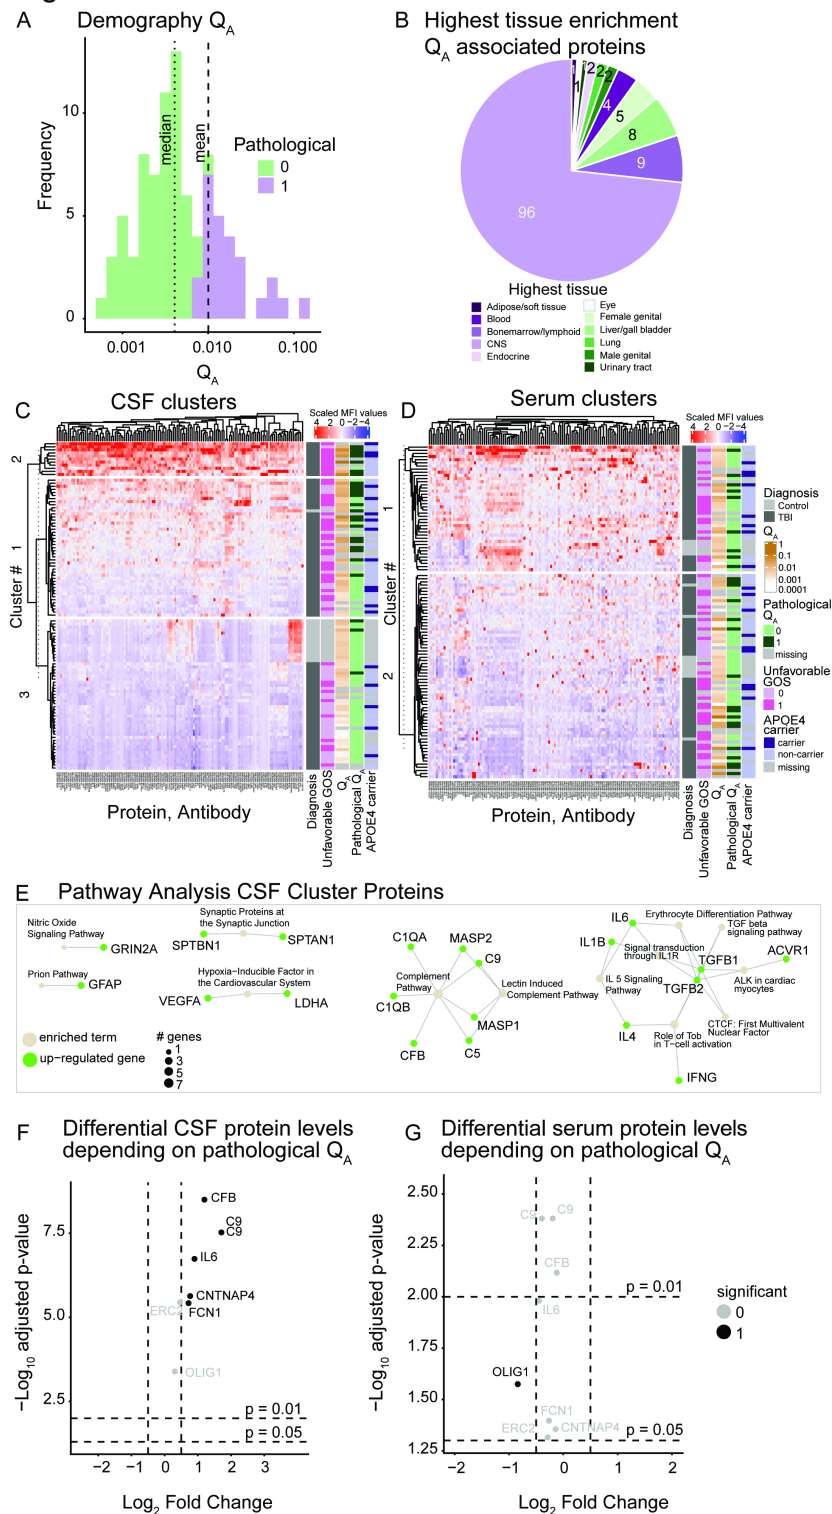 A Demography Q_A
Frequency
10
5
0
median
mean
Pathological
0
1
0.001 0.010 0.100
Q_A
B Highest tissue enrichment
Q_A associated proteins
1
2
2
2
4
5
8
9
96
Highest tissue
Adipose/soft tissue
Blood
Bonemarrow/lymphoid
CNS
Endocrine
Eye
Female genital
Liver/gall bladder
Lung
Male genital
Urinary tract
C CSF clusters
Scaled MFI values
4 2 0 −2 −4
Cluster #
2
1
3
Protein, Antibody
Diagnosis
Unfavorable GOS
Q_A
Pathological Q_A
APOE4 carrier
D Serum clusters
Scaled MFI values
4 2 0 −2 −4
Cluster #
1
2
Protein, Antibody
Diagnosis
Unfavorable GOS
Q_A
Pathological Q_A
APOE4 carrier
Diagnosis
Control
TBI
Q_A
1
0.1
0.01
0.001
0.0001
Pathological
Q_A
0
1
missing
Unfavorable
GOS
0
1
APOE4
carrier
carrier
non-carrier
missing
E Pathway Analysis CSF Cluster Proteins
Nitric Oxide
Signaling Pathway
GRIN2A
Prion Pathway
GFAP
Synaptic Proteins at
the Synaptic Junction
SPTBN1
SPTAN1
Hypoxia−Inducible Factor in
the Cardiovascular System
VEGFA
LDHA
enriched term
up−regulated gene
# genes
1
3
5
7
C1QA
MASP2
C9
Complement
Pathway
Lectin Induced
Complement Pathway
C1QB
MASP1
CFB
C5
IL6
Erythrocyte Differentiation Pathway
TGF beta
signaling pathway
IL1B
Signal transduction
through IL1R
TGFB1
ACVR1
IL 5 Signaling
Pathway
TGFB2
ALK in cardiac
myocytes
IL4
Role of Tob
in T−cell activation
CTCF: First Multivalent
Nuclear Factor
IFNG
F Differential CSF protein levels
depending on pathological Q_A
−Log10 adjusted p-value
7.5
5.0
2.5
CFB
C9
C9
IL6
CNTNAP4
ERC2
FCN1
OLIG1
p = 0.01
p = 0.05
−2 −1 0 1 2 3
Log2 Fold Change
G Differential serum protein levels
depending on pathological Q_A
−Log10 adjusted p-value
2.50
2.25
2.00
1.75
1.50
1.25
C9
C9
CFB
p = 0.01
IL6
OLIG1
FCN1
ERC2
CNTNAP4
p = 0.05
−2 −1 0 1 2
Log2 Fold Change
significant
0
1